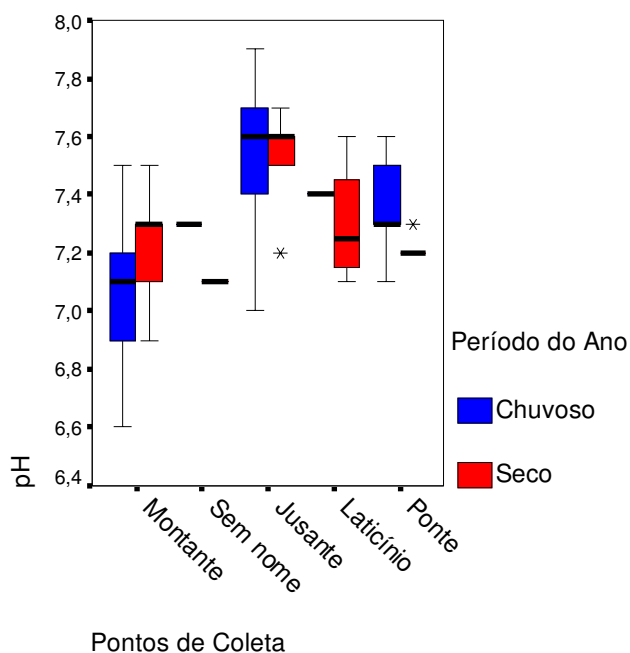 8,0
7,8
7,6
7,4
7,2
7,0
6,8
6,6
6,4
pH
Montante
Sem nome
Jusante
Laticínio
Ponte
Pontos de Coleta
Período do Ano
Chuvoso
Seco